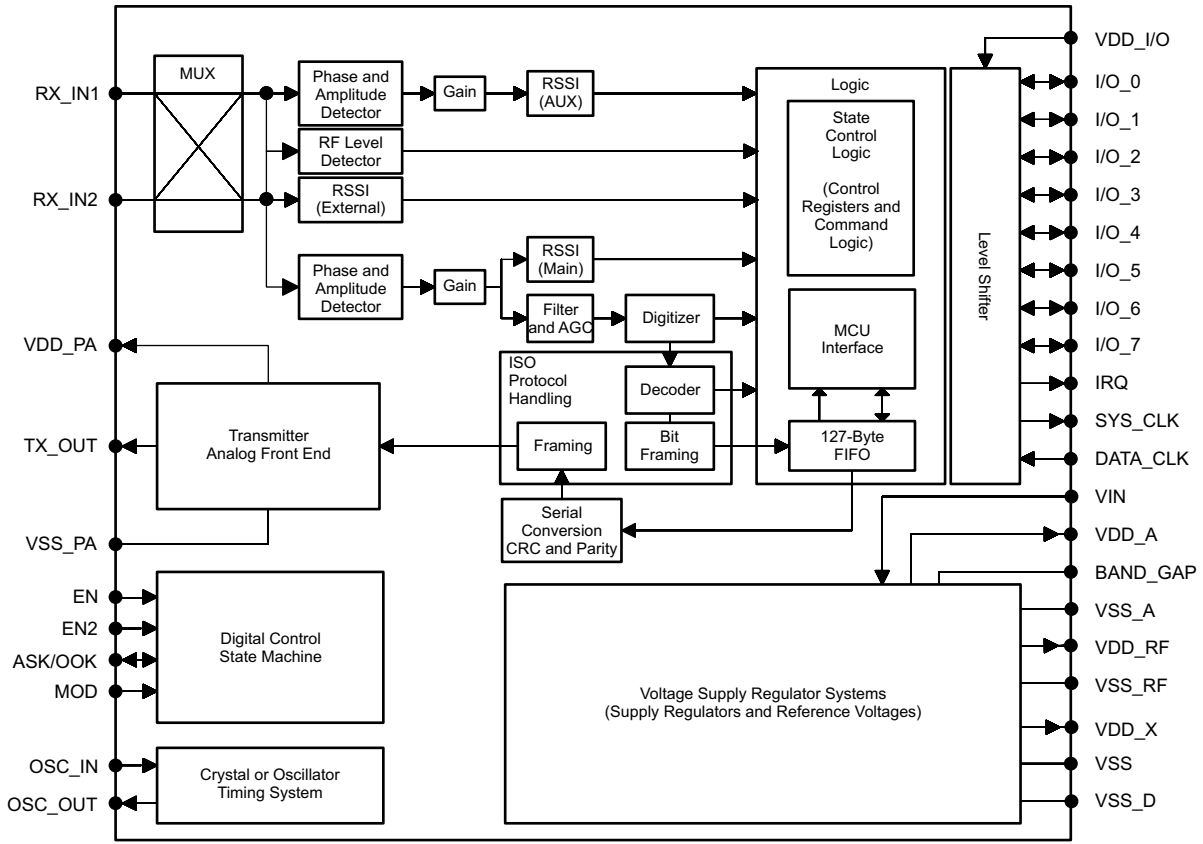 VDD_I/O
MUX
Phase and
Amplitude
Detector
Gain
RSSI
(AUX)
Logic
RX_IN1
I/O_0
State
Control
Logic
(Control
Registers and
Command
Logic)
I/O_1
RF Level
Detector
I/O_2
RX_IN2
RSSI
(External)
I/O_3
I/O_4
Level Shifter
RSSI
(Main)
Phase and
Amplitude
Detector
Gain
I/O_5
Filter
and AGC
Digitizer
I/O_6
MCU
Interface
VDD_PA
I/O_7
ISO
Protocol
Handling
Decoder
IRQ
Transmitter
Analog Front End
TX_OUT
Framing
Bit
Framing
127-Byte
FIFO
SYS_CLK
DATA_CLK
VIN
Serial
Conversion
CRC and Parity
VSS_PA
VDD_A
BAND_GAP
EN
EN2
ASK/OOK
MOD
Digital Control
State Machine
VSS_A
VDD_RF
VSS_RF
Voltage Supply Regulator Systems
(Supply Regulators and Reference Voltages)
VDD_X
VSS
VSS_D
OSC_IN
OSC_OUT
Crystal or Oscillator
Timing System